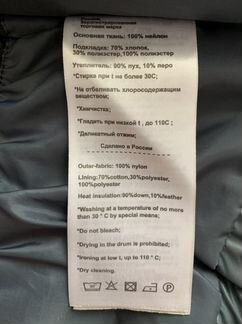 Зарегистрированная
торговая марка
Основная ткань: 100% нейлон
Подкладка: 70% хлопок,
30% полиэстер, 100% полиэстер
Утеплитель: 90% пух, 10% перо
*Стирка при t не более 30С;
*Не отбеливать хлоросодержащим
веществом;
*Химчистка;
*Гладить при низкой t , до 110С ;
*Деликатный отжим;
Сделано в России
Outer-fabric: 100% nylon
Lining:70%cotton,30%polyester,
100%polyester
Heat insulation:90%down,10%feather
*Washing at a temperature of no more
than 30 ° C by special means;
*Do not bleach;
*Drying in the drum is prohibited;
*Ironing at low t, up to 110 ° C;
*Dry cleaning.